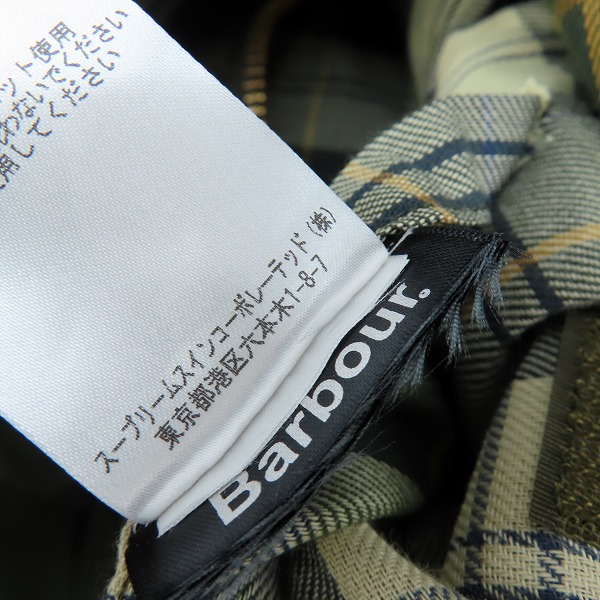 ット使用
わないでください
用してください
スープリームスインコーポレーテッド（株）
東京都港区六本木1-8-7
Barbour.